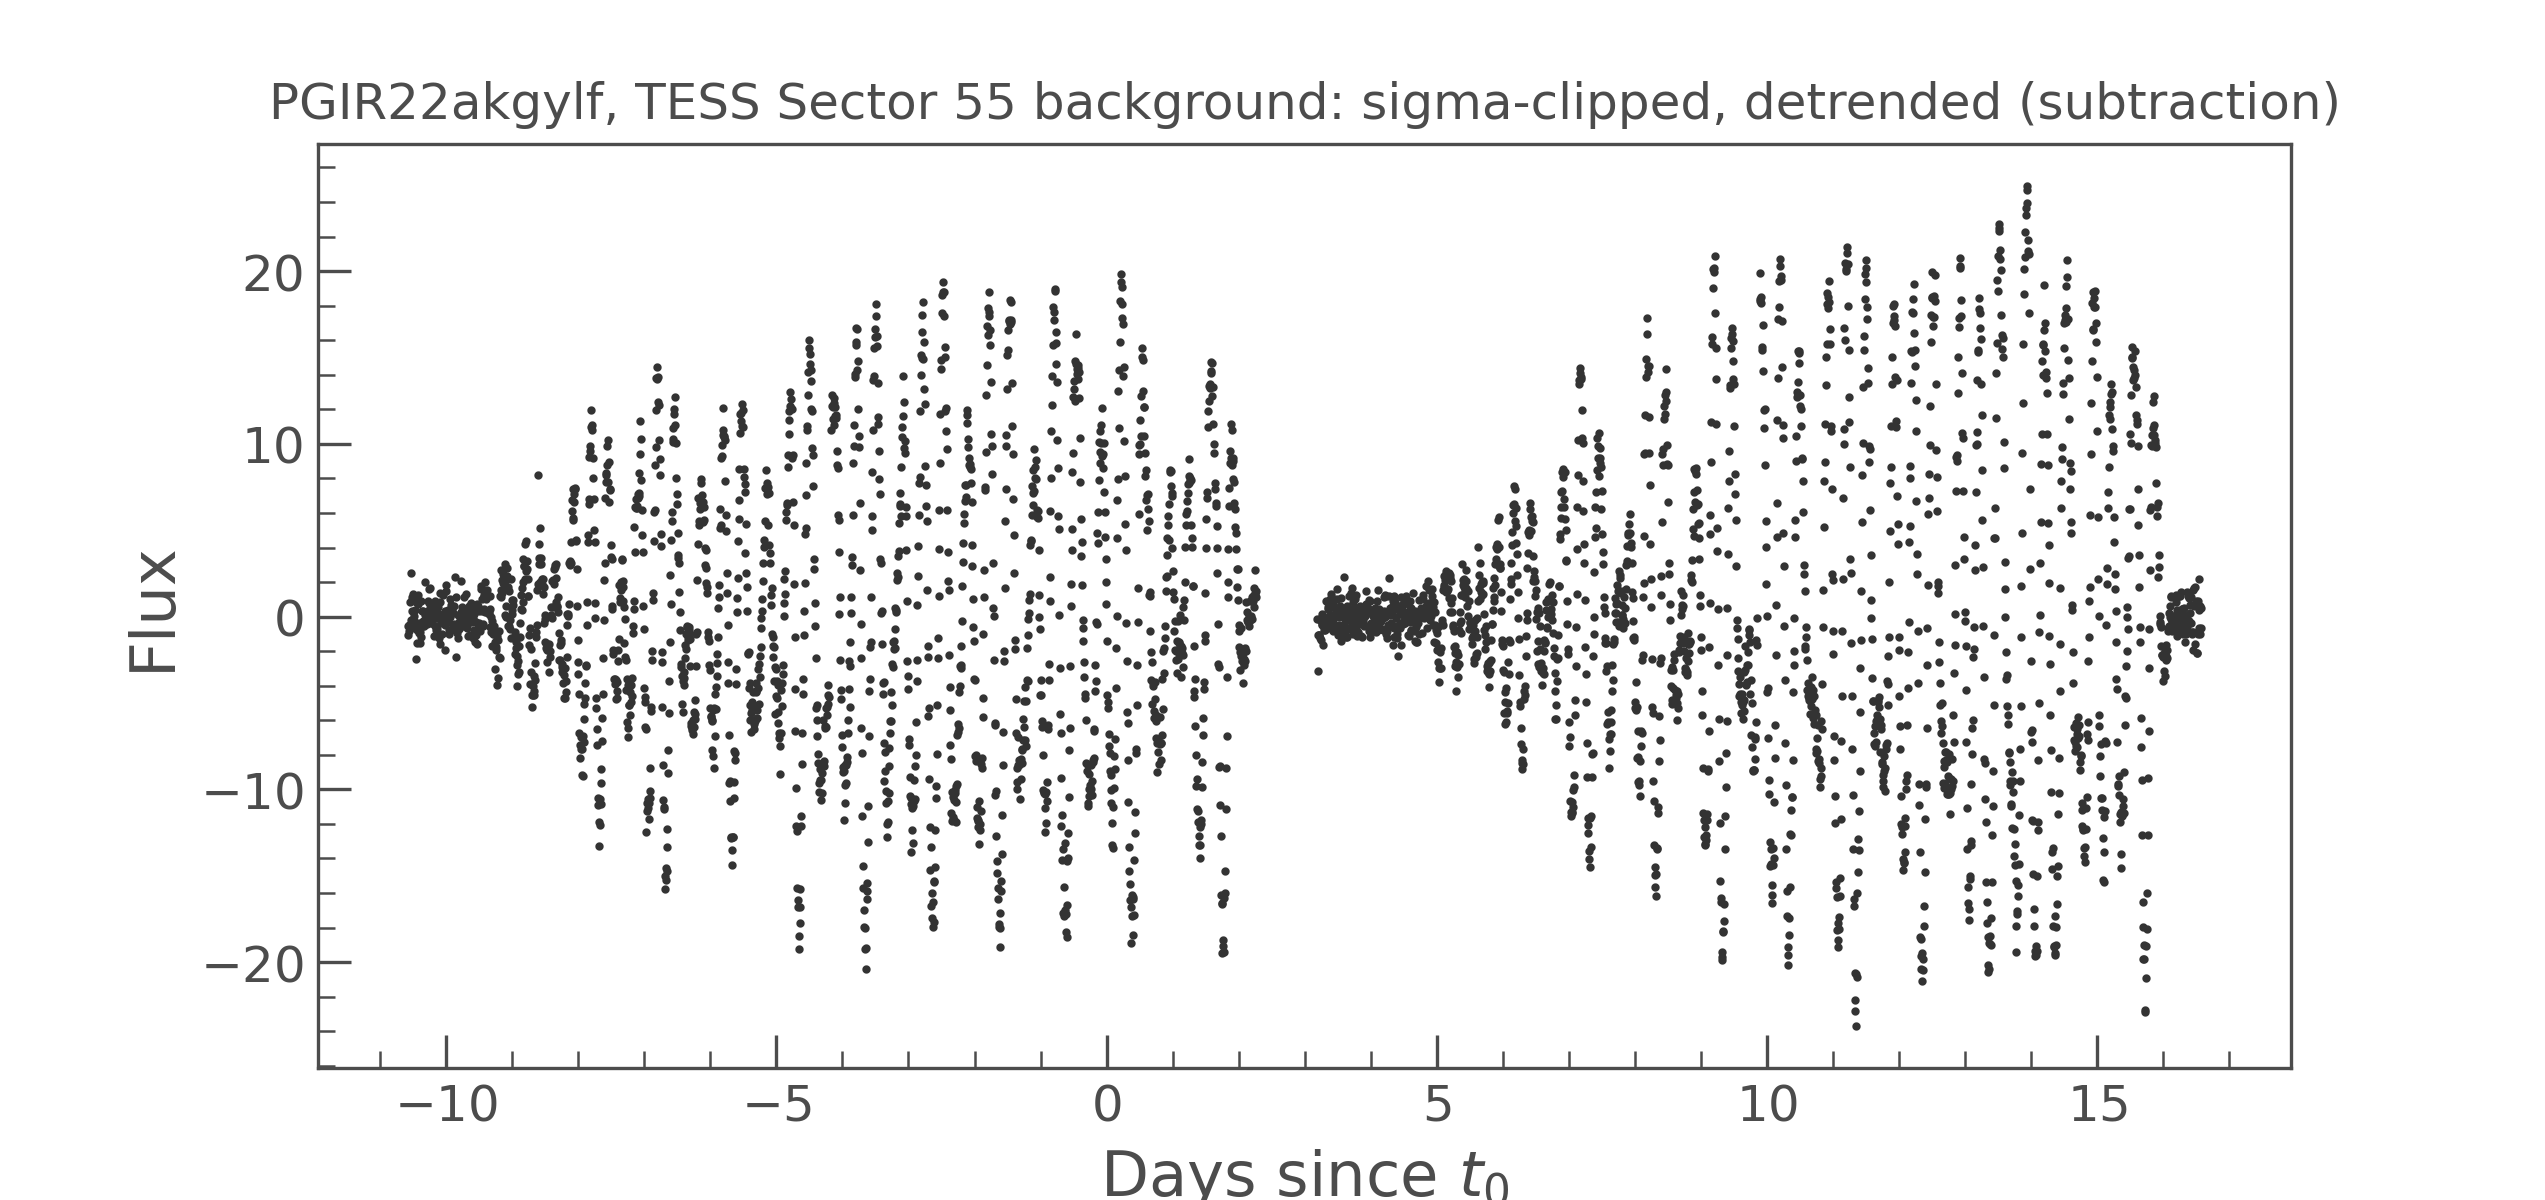 PGIR22akgylf, TESS Sector 55 background: sigma-clipped, detrended (subtraction)
Flux
20
10
0
−10
−20
−10 −5 0 5 10 15
Days since t₀